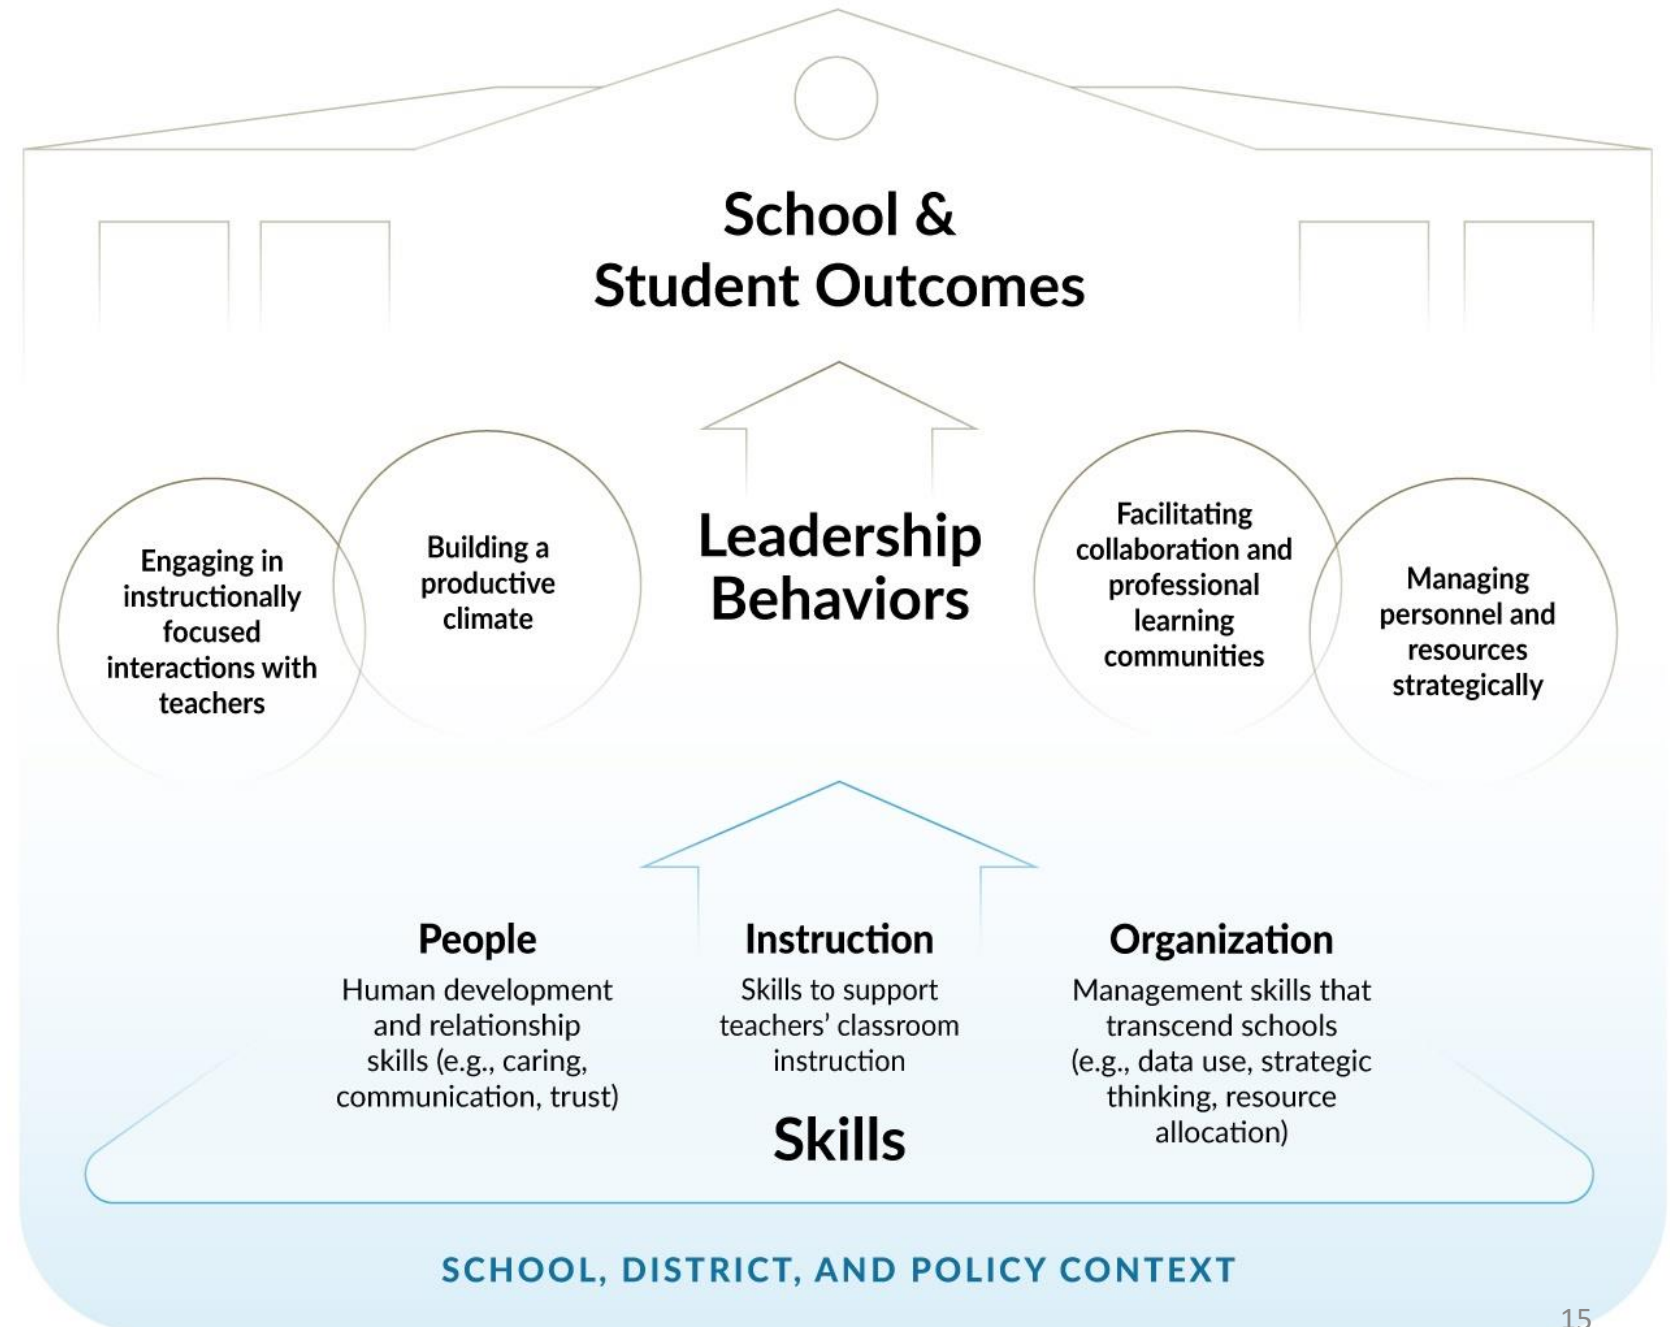 School &
Student Outcomes
Engaging in
instructionally
focused
interactions with
teachers
Building a
productive
climate
Leadership
Behaviors
Facilitating
collaboration and
professional
learning
communities
Managing
personnel and
resources
strategically
People
Human development
and relationship
skills (e.g., caring,
communication, trust)
Instruction
Skills to support
teachers’ classroom
instruction
Organization
Management skills that
transcend schools
(e.g., data use, strategic
thinking, resource
allocation)
Skills
SCHOOL, DISTRICT, AND POLICY CONTEXT
15